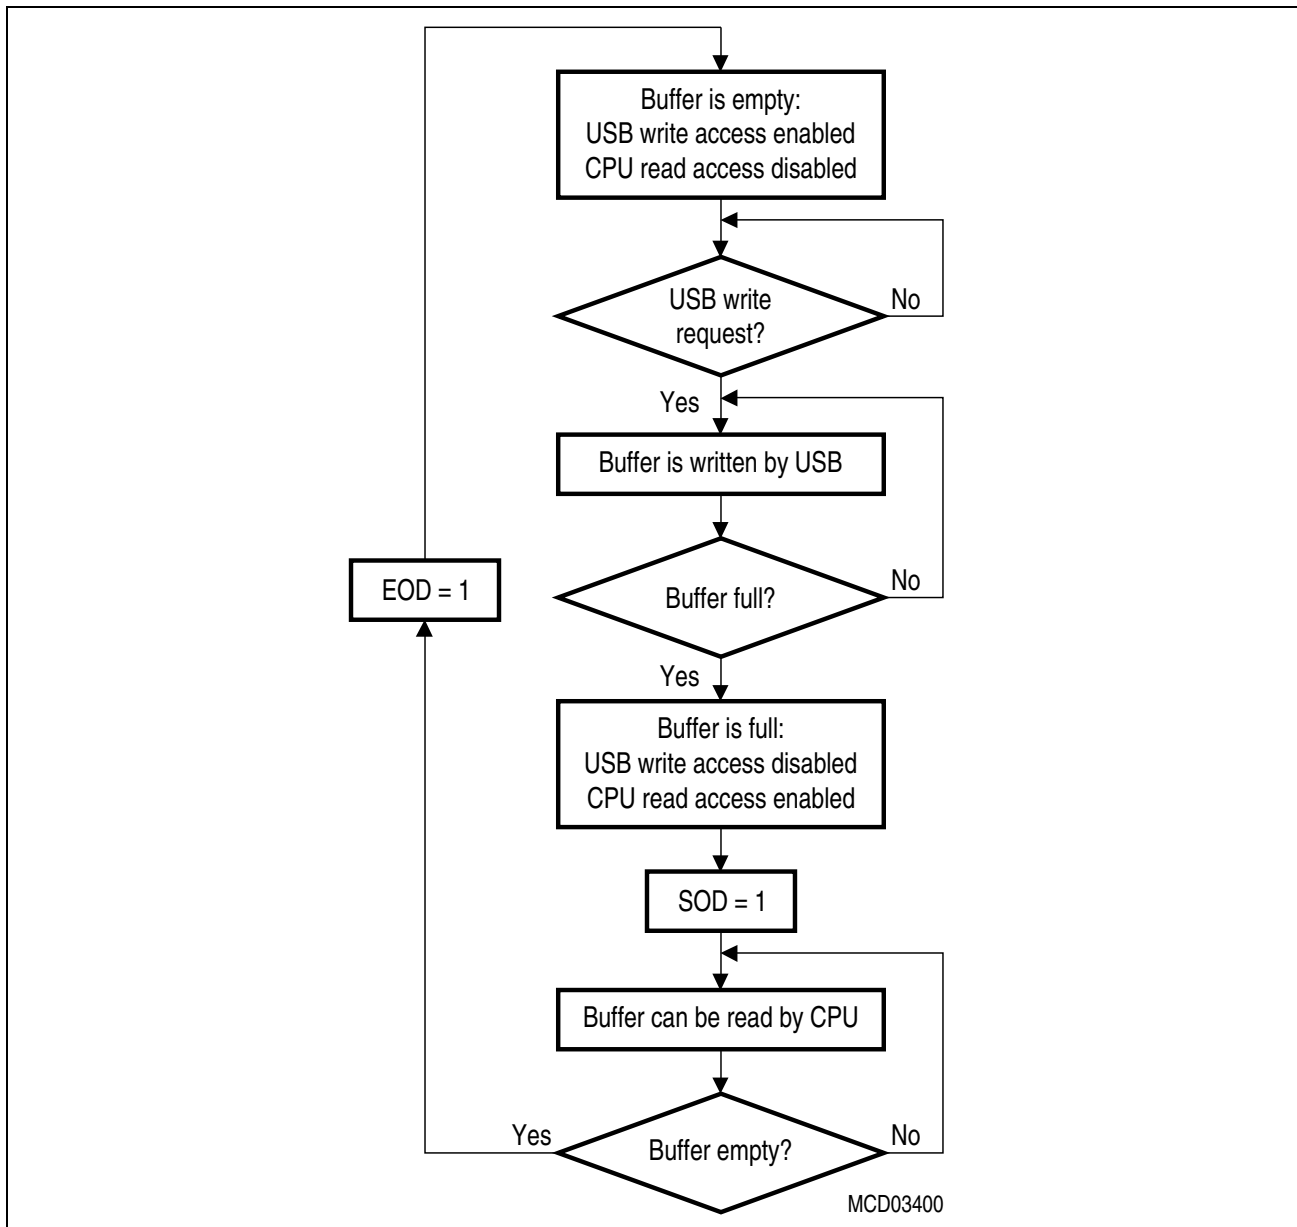 Buffer is empty:
USB write access enabled
CPU read access disabled
USB write
request?
No
Yes
Buffer is written by USB
EOD = 1
Buffer full?
No
Yes
Buffer is full:
USB write access disabled
CPU read access enabled
SOD = 1
Buffer can be read by CPU
Yes
Buffer empty?
No
MCD03400